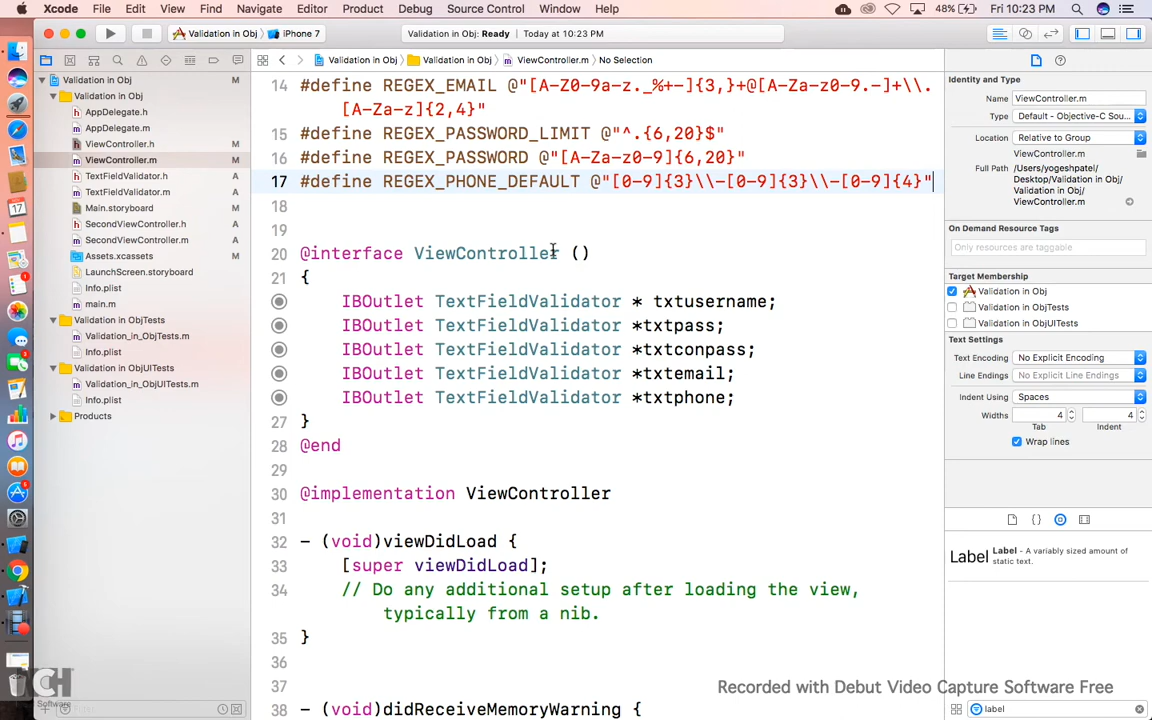 Xcode File Edit View Find Navigate Editor Product Debug Source Control Window Help 48% Fri 10:23 PM
Validation in Obj iPhone 7 Validation in Obj: Ready Today at 10:23 PM
Validation in Obj Validation in Obj ViewController.m No Selection
Validation in Obj M
Validation in Obj
AppDelegate.h
AppDelegate.m
ViewController.h M
ViewController.m M
TextFieldValidator.h A
TextFieldValidator.m A
Main.storyboard M
SecondViewController.h A
SecondViewController.m A
Assets.xcassets A
LaunchScreen.storyboard
Info.plist
main.m
Validation in ObjTests
Validation_in_ObjTests.m
Info.plist
Validation in ObjUITests
Validation_in_ObjUITests.m
Info.plist
Products
14 #define REGEX_EMAIL @"[A-Z0-9a-z._%+-]{3,}+@[A-Za-z0-9.-]+\\.
[A-Za-z]{2,4}"
15 #define REGEX_PASSWORD_LIMIT @"^.{6,20}$"
16 #define REGEX_PASSWORD @"[A-Za-z0-9]{6,20}"
17 #define REGEX_PHONE_DEFAULT @"[0-9]{3}\\-[0-9]{3}\\-[0-9]{4}"
18
19
20 @interface ViewController ()
21 {
IBOutlet TextFieldValidator * txtusername;
IBOutlet TextFieldValidator *txtpass;
IBOutlet TextFieldValidator *txtconpass;
IBOutlet TextFieldValidator *txtemail;
IBOutlet TextFieldValidator *txtphone;
27 }
28 @end
29
30 @implementation ViewController
31
32 - (void)viewDidLoad {
33 [super viewDidLoad];
34 // Do any additional setup after loading the view,
typically from a nib.
35 }
36
37
38 - (void)didReceiveMemoryWarning {
Identity and Type
Name ViewController.m
Type Default - Objective-C Sou...
Location Relative to Group
ViewController.m
Full Path /Users/yogeshpatel/
Desktop/Validation in Obj/
Validation in Obj/
ViewController.m
On Demand Resource Tags
Only resources are taggable
Target Membership
Validation in Obj
Validation in ObjTests
Validation in ObjUITests
Text Settings
Text Encoding No Explicit Encoding
Line Endings No Explicit Line Endings
Indent Using Spaces
Widths 4 4
Tab Indent
Wrap lines
Label Label - A variably sized amount of
static text.
label
Recorded with Debut Video Capture Software Free
NCH
Software